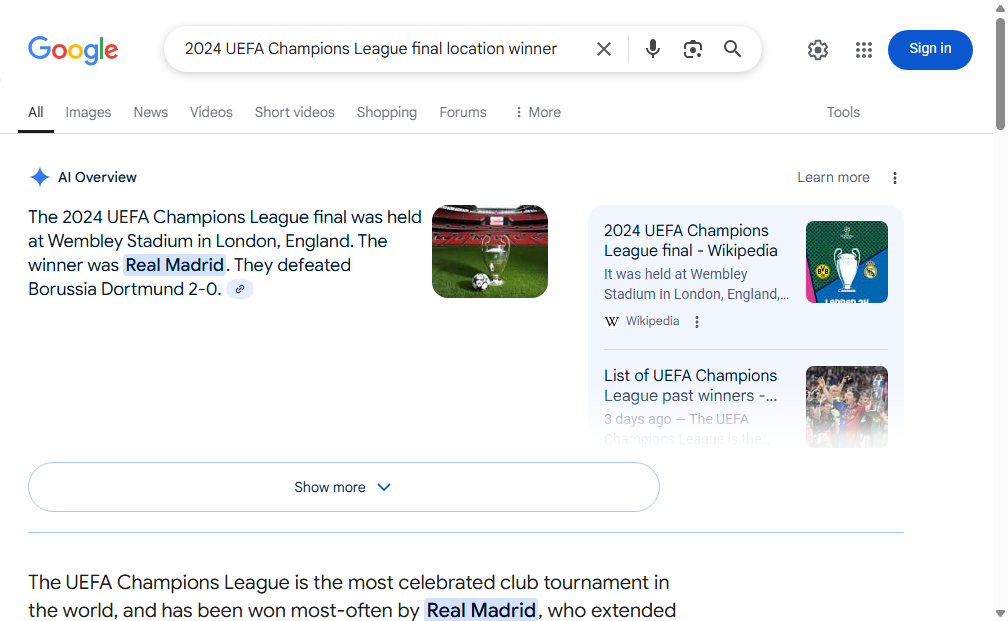 Google
2024 UEFA Champions League final location winner
Sign in
All
Images
News
Videos
Short videos
Shopping
Forums
More
Tools
AI Overview
Learn more
The 2024 UEFA Champions League final was held
at Wembley Stadium in London, England. The
winner was Real Madrid. They defeated
Borussia Dortmund 2-0.
2024 UEFA Champions
League final - Wikipedia
It was held at Wembley
Stadium in London, England,...
W Wikipedia
BVB
LONDON 24
List of UEFA Champions
League past winners -...
3 days ago — The UEFA
Champions League is the...
Show more
The UEFA Champions League is the most celebrated club tournament in
the world, and has been won most-often by Real Madrid, who extended